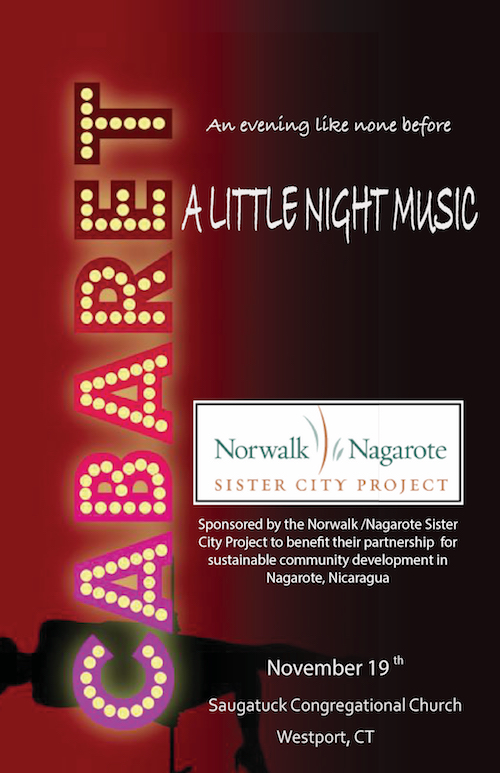 CABARET
An evening like none before
A LITTLE NIGHT MUSIC
Norwalk Nagarote
SISTER CITY PROJECT
Sponsored by the Norwalk /Nagarote Sister
City Project to benefit their partnership for
sustainable community development in
Nagarote, Nicaragua
November 19 th
Saugatuck Congregational Church
Westport, CT